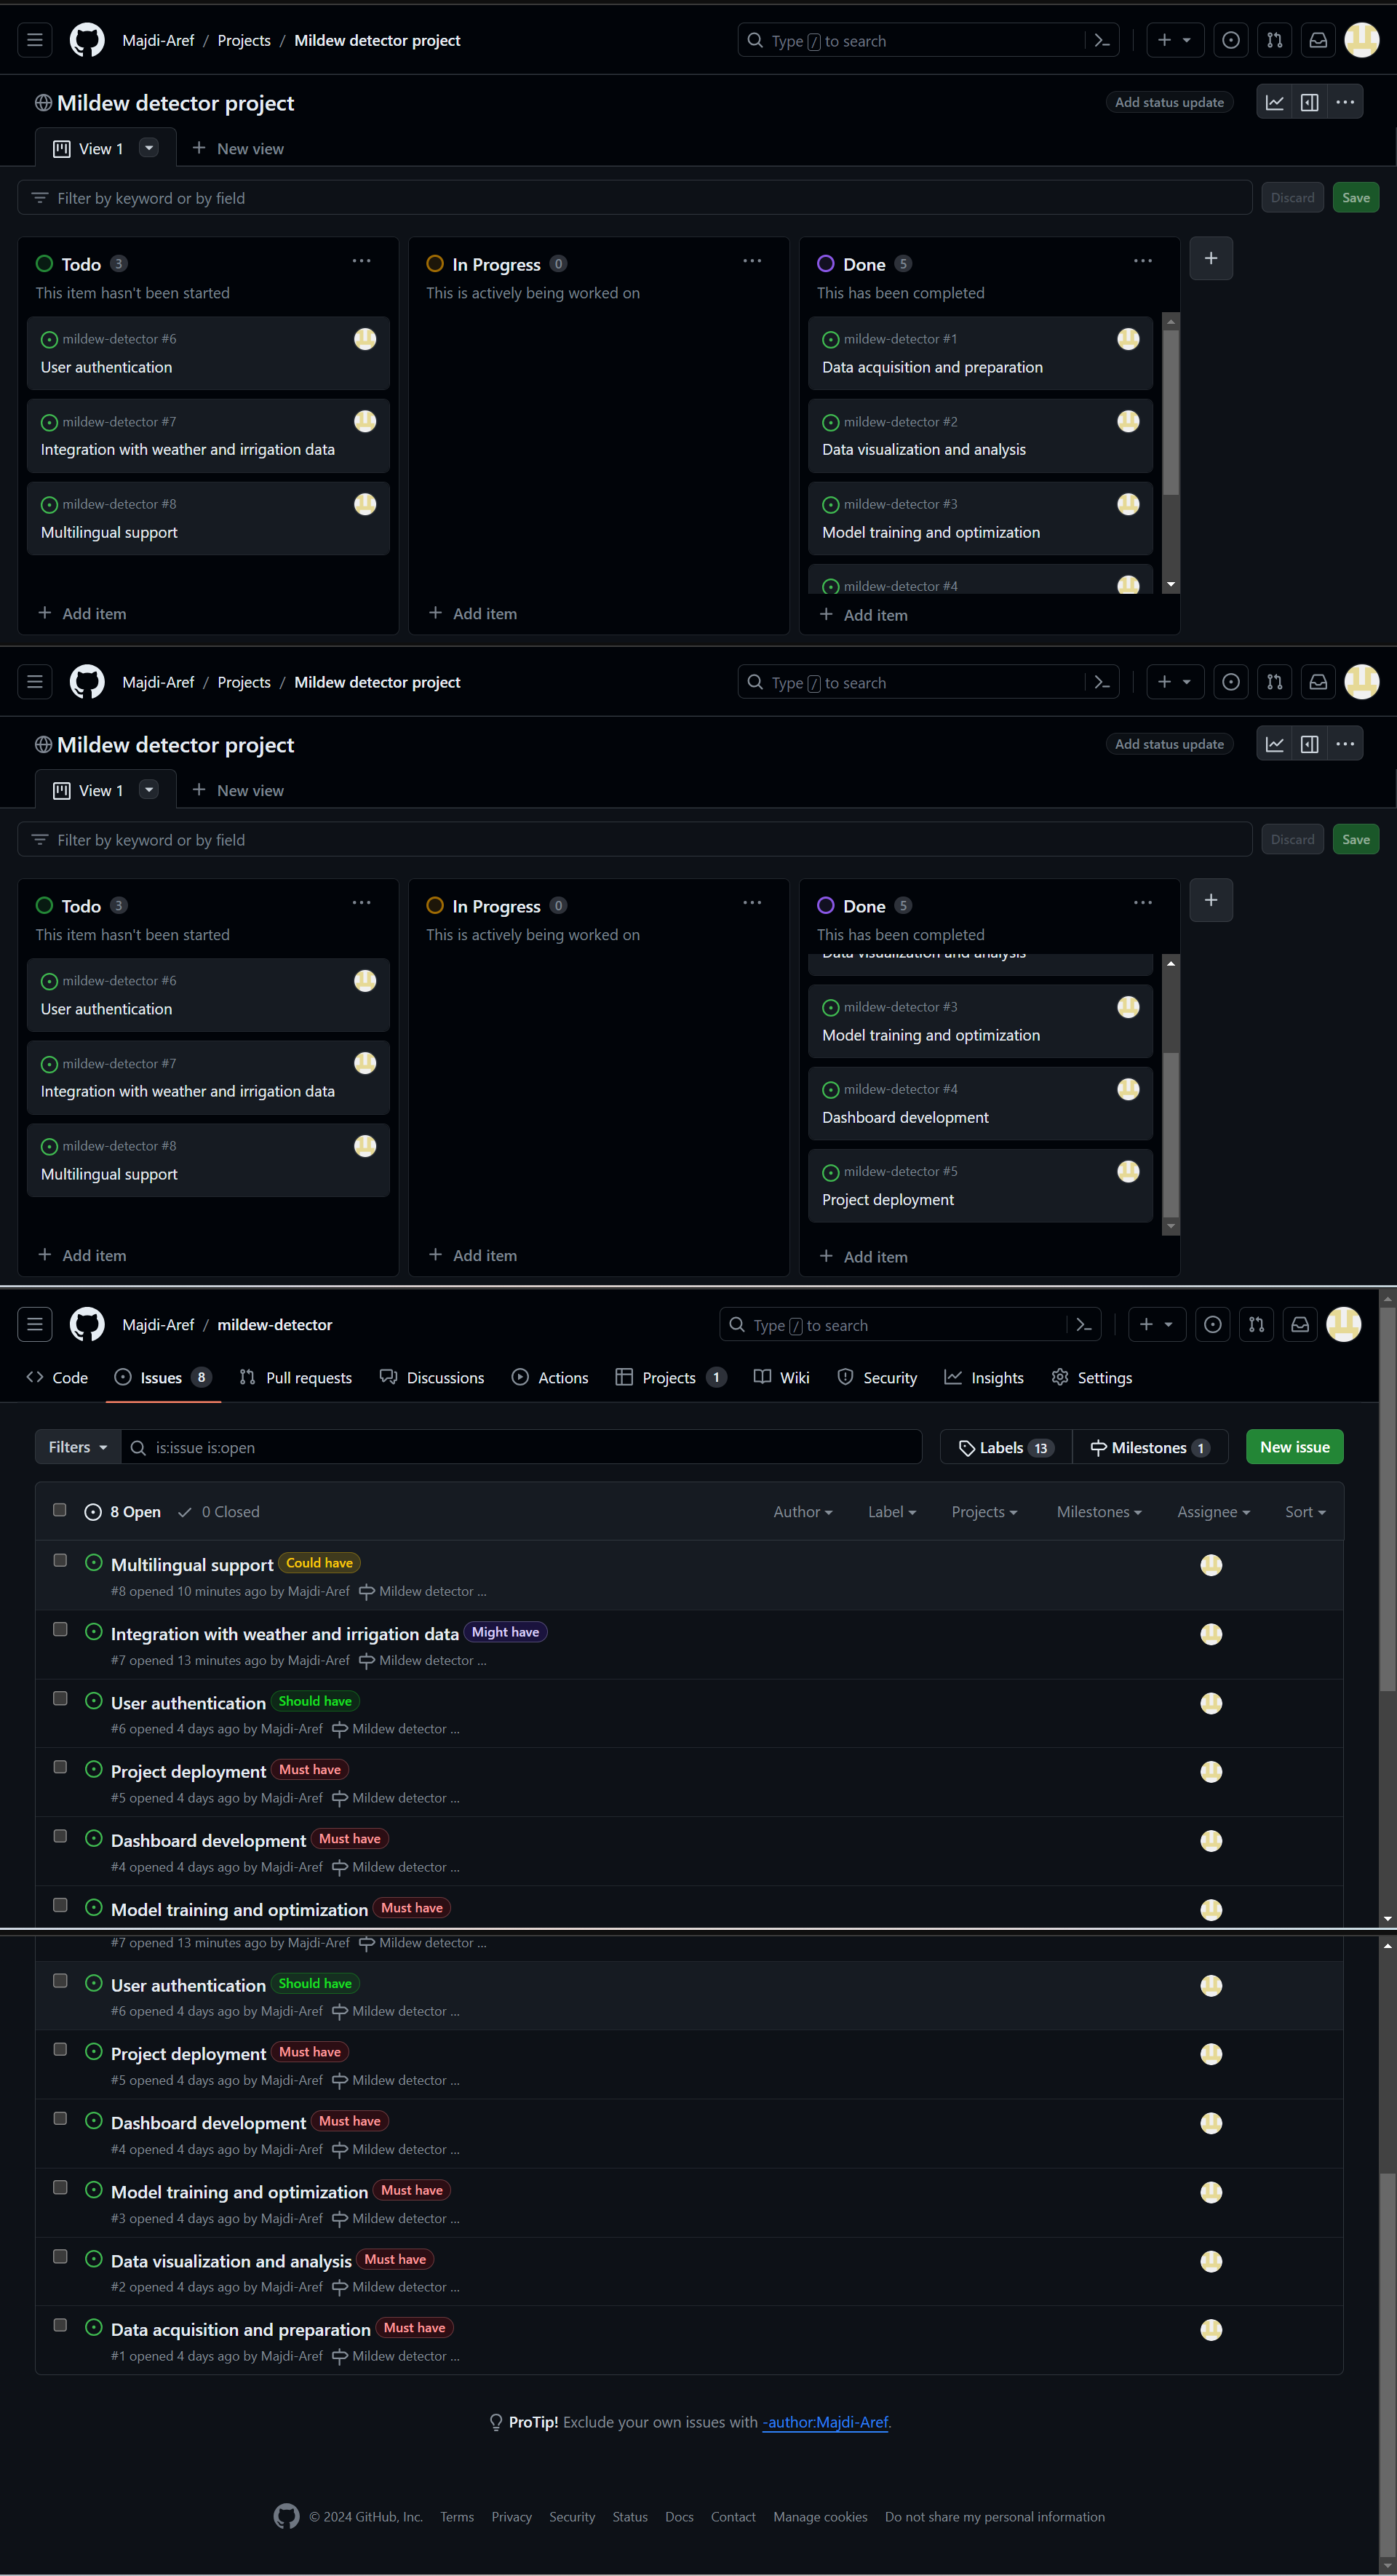 Majdi-Aref / Projects / Mildew detector project
Type / to search
Mildew detector project
Add status update
View 1
New view
Filter by keyword or by field
Discard
Save
Todo 3
This item hasn't been started
mildew-detector #6
User authentication
mildew-detector #7
Integration with weather and irrigation data
mildew-detector #8
Multilingual support
Add item
In Progress 0
This is actively being worked on
Add item
Done 5
This has been completed
mildew-detector #1
Data acquisition and preparation
mildew-detector #2
Data visualization and analysis
mildew-detector #3
Model training and optimization
mildew-detector #4
Add item
Majdi-Aref / Projects / Mildew detector project
Type / to search
Mildew detector project
Add status update
View 1
New view
Filter by keyword or by field
Discard
Save
Todo 3
This item hasn't been started
mildew-detector #6
User authentication
mildew-detector #7
Integration with weather and irrigation data
mildew-detector #8
Multilingual support
Add item
In Progress 0
This is actively being worked on
Add item
Done 5
This has been completed
Data visualization and analysis
mildew-detector #3
Model training and optimization
mildew-detector #4
Dashboard development
mildew-detector #5
Project deployment
Add item
Majdi-Aref / mildew-detector
Type / to search
Code
Issues 8
Pull requests
Discussions
Actions
Projects 1
Wiki
Security
Insights
Settings
Filters
is:issue is:open
Labels 13
Milestones 1
New issue
8 Open
0 Closed
Author
Label
Projects
Milestones
Assignee
Sort
Multilingual support Could have
#8 opened 10 minutes ago by Majdi-Aref Mildew detector ...
Integration with weather and irrigation data Might have
#7 opened 13 minutes ago by Majdi-Aref Mildew detector ...
User authentication Should have
#6 opened 4 days ago by Majdi-Aref Mildew detector ...
Project deployment Must have
#5 opened 4 days ago by Majdi-Aref Mildew detector ...
Dashboard development Must have
#4 opened 4 days ago by Majdi-Aref Mildew detector ...
Model training and optimization Must have
#7 opened 13 minutes ago by Majdi-Aref Mildew detector ...
User authentication Should have
#6 opened 4 days ago by Majdi-Aref Mildew detector ...
Project deployment Must have
#5 opened 4 days ago by Majdi-Aref Mildew detector ...
Dashboard development Must have
#4 opened 4 days ago by Majdi-Aref Mildew detector ...
Model training and optimization Must have
#3 opened 4 days ago by Majdi-Aref Mildew detector ...
Data visualization and analysis Must have
#2 opened 4 days ago by Majdi-Aref Mildew detector ...
Data acquisition and preparation Must have
#1 opened 4 days ago by Majdi-Aref Mildew detector ...
ProTip! Exclude your own issues with -author:Majdi-Aref.
© 2024 GitHub, Inc. Terms Privacy Security Status Docs Contact Manage cookies Do not share my personal information